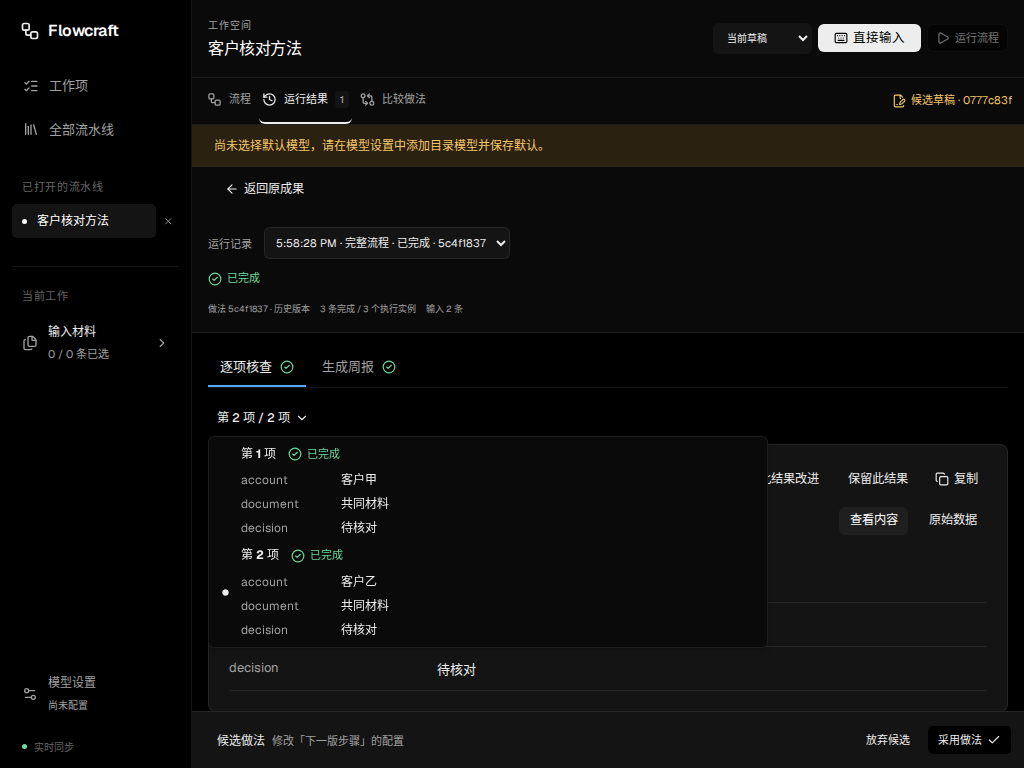 Flowcraft
工作项
全部流水线
已打开的流水线
客户核对方法
当前工作
输入材料
0 / 0 条已选
模型设置
尚未配置
实时同步
工作空间
客户核对方法
当前草稿
直接输入
运行流程
流程
运行结果 1
比较做法
候选草稿 · 0777c83f
尚未选择默认模型，请在模型设置中添加目录模型并保存默认。
返回原成果
运行记录
5:58:28 PM · 完整流程 · 已完成 · 5c4f1837
已完成
做法 5c4f1837 · 历史版本 3 条完成 / 3 个执行实例 输入 2 条
逐项核查
生成周报
第 2 项 / 2 项
第 1 项 已完成
account 客户甲
document 共同材料
decision 待核对
第 2 项 已完成
account 客户乙
document 共同材料
decision 待核对
结果改进
保留此结果
复制
查看内容
原始数据
decision 待核对
候选做法 修改「下一版步骤」的配置
放弃候选
采用做法